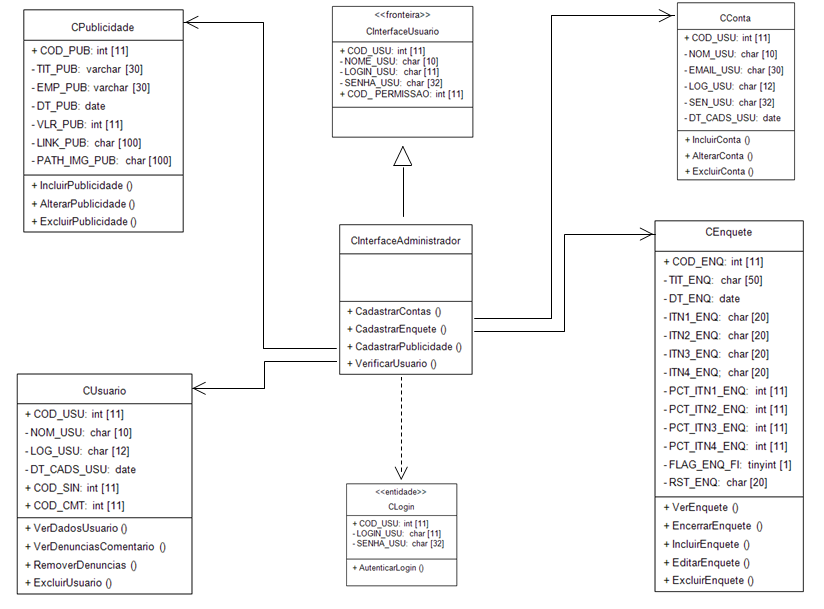 CPublicidade
+ COD_PUB: int [11]
- TIT_PUB: varchar [30]
- EMP_PUB: varchar [30]
- DT_PUB: date
- VLR_PUB: int [11]
- LINK_PUB: char [100]
- PATH_IMG_PUB: char [100]
+ IncluirPublicidade ()
+ AlterarPublicidade ()
+ ExcluirPublicidade ()
<<fronteira>>
CInterfaceUsuario
+ COD_USU: int [11]
- NOME_USU: char [10]
- LOGIN_USU: char [11]
- SENHA_USU: char [32]
+ COD_ PERMISSAO: int [11]
CConta
+ COD_USU: int [11]
- NOM_USU: char [10]
- EMAIL_USU: char [30]
- LOG_USU: char [12]
- SEN_USU: char [32]
- DT_CADS_USU: date
+ IncluirConta ()
+ AlterarConta ()
+ ExcluirConta ()
CInterfaceAdministrador
+ CadastrarContas ()
+ CadastrarEnquete ()
+ CadastrarPublicidade ()
+ VerificarUsuario ()
CEnquete
+ COD_ENQ: int [11]
- TIT_ENQ: char [50]
- DT_ENQ: date
- ITN1_ENQ: char [20]
- ITN2_ENQ: char [20]
- ITN3_ENQ: char [20]
- ITN4_ENQ; char [20]
- PCT_ITN1_ENQ: int [11]
- PCT_ITN2_ENQ: int [11]
- PCT_ITN3_ENQ: int [11]
- PCT_ITN4_ENQ: int [11]
- FLAG_ENQ_FI: tinyint [1]
- RST_ENQ: char [20]
+ VerEnquete ()
+ EncerrarEnquete ()
+ IncluirEnquete ()
+ EditarEnquete ()
+ ExcluirEnquete ()
CUsuario
+ COD_USU: int [11]
- NOM_USU: char [10]
- LOG_USU: char [12]
- DT_CADS_USU: date
+ COD_SIN: int [11]
+ COD_CMT: int [11]
+ VerDadosUsuario ()
+ VerDenunciasComentario ()
+ RemoverDenuncias ()
+ ExcluirUsuario ()
<<entidade>>
CLogin
+ COD_USU: int [11]
- LOGIN_USU: char [11]
- SENHA_USU: char [32]
+ AutenticarLogin ()